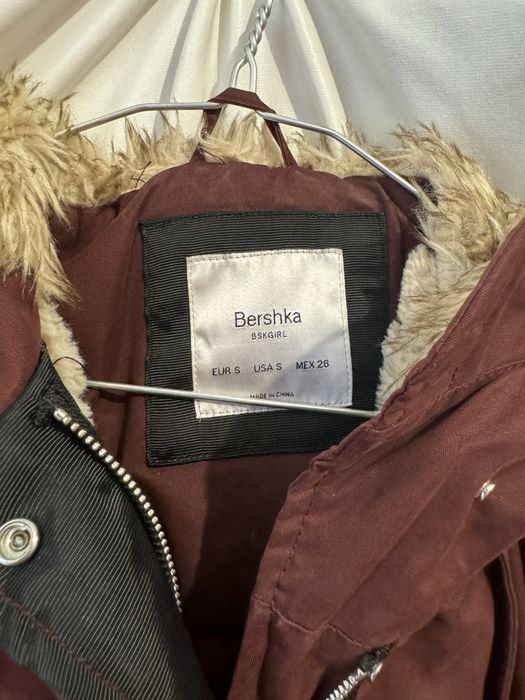 Bershka
BSKGIRL
EUR S USA S MEX 26
MADE IN CHINA